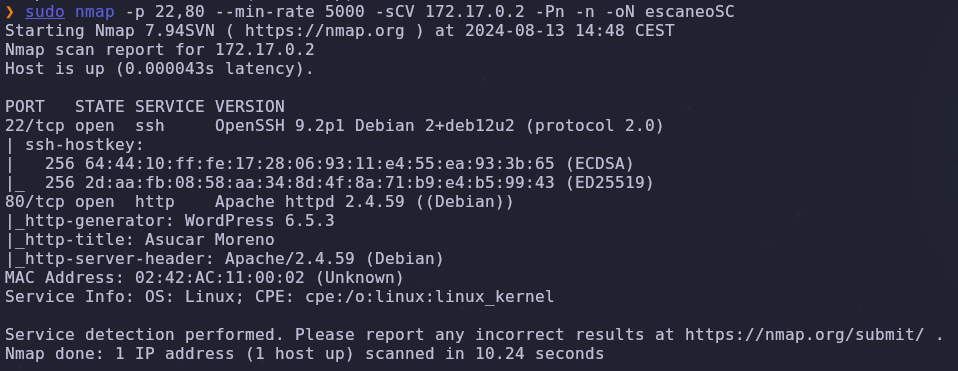 ❯ sudo nmap -p 22,80 --min-rate 5000 -sCV 172.17.0.2 -Pn -n -oN escaneoSC
Starting Nmap 7.94SVN ( https://nmap.org ) at 2024-08-13 14:48 CEST
Nmap scan report for 172.17.0.2
Host is up (0.000043s latency).

PORT   STATE SERVICE VERSION
22/tcp open  ssh     OpenSSH 9.2p1 Debian 2+deb12u2 (protocol 2.0)
| ssh-hostkey:
|   256 64:44:10:ff:fe:17:28:06:93:11:e4:55:ea:93:3b:65 (ECDSA)
|_  256 2d:aa:fb:08:58:aa:34:8d:4f:8a:71:b9:e4:b5:99:43 (ED25519)
80/tcp open  http    Apache httpd 2.4.59 ((Debian))
|_http-generator: WordPress 6.5.3
|_http-title: Asucar Moreno
|_http-server-header: Apache/2.4.59 (Debian)
MAC Address: 02:42:AC:11:00:02 (Unknown)
Service Info: OS: Linux; CPE: cpe:/o:linux:linux_kernel

Service detection performed. Please report any incorrect results at https://nmap.org/submit/ .
Nmap done: 1 IP address (1 host up) scanned in 10.24 seconds